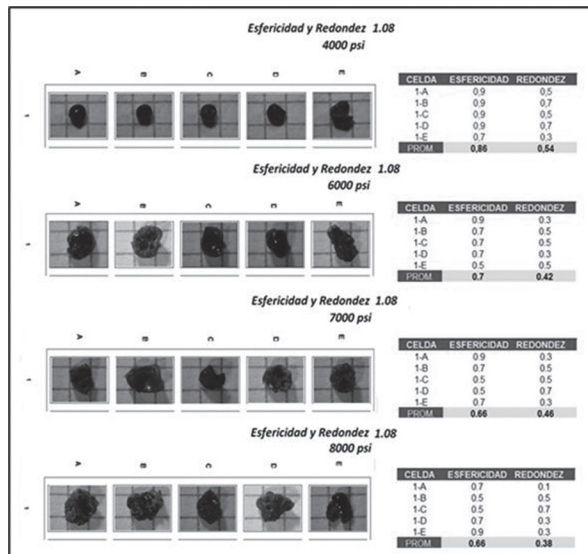 Esfericidad y Redondez 1.08
4000 psi
A B C D E
1
CELDA ESFERICIDAD REDONDEZ
1-A 0,9 0,5
1-B 0,9 0,7
1-C 0,9 0,5
1-D 0,9 0,7
1-E 0,7 0,3
PROM 0,86 0,54
Esfericidad y Redondez 1.08
6000 psi
A B C D E
1
CELDA ESFERICIDAD REDONDEZ
1-A 0.9 0.3
1-B 0.7 0.5
1-C 0.7 0.5
1-D 0.7 0.3
1-E 0.5 0.5
PROM 0.7 0.42
Esfericidad y Redondez 1.08
7000 psi
A B C D E
1
CELDA ESFERICIDAD REDONDEZ
1-A 0.9 0.3
1-B 0.7 0.5
1-C 0.5 0.5
1-D 0.5 0.7
1-E 0.7 0.3
PROM 0.66 0.46
Esfericidad y Redondez 1.08
8000 psi
A B C D E
1
CELDA ESFERICIDAD REDONDEZ
1-A 0.7 0.1
1-B 0.5 0.5
1-C 0.5 0.7
1-D 0.7 0.3
1-E 0.9 0.3
PROM 0.66 0.38